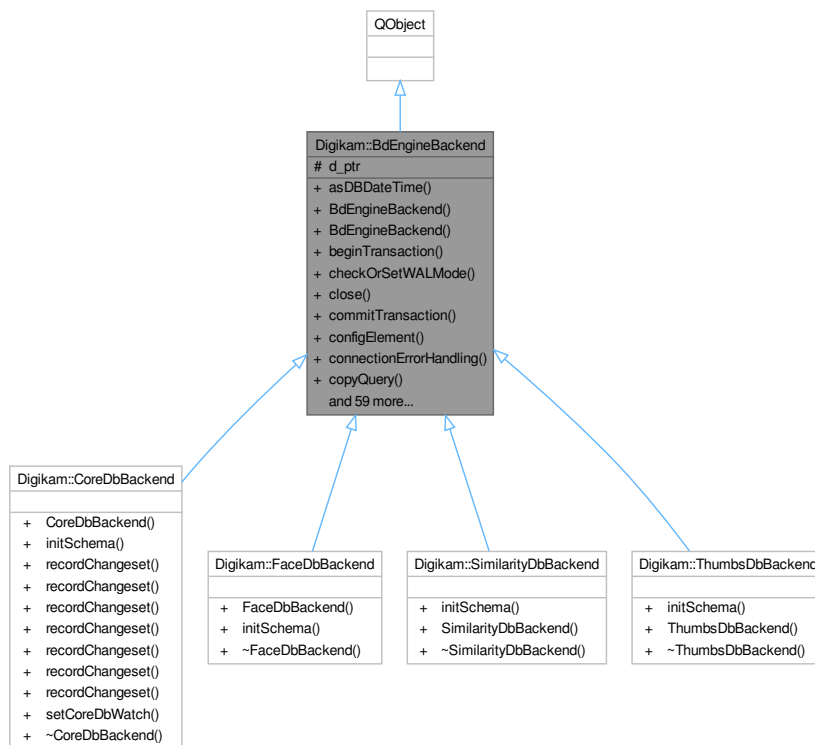 QObject
Digikam::BdEngineBackend
# d_ptr
+ asDBDateTime()
+ BdEngineBackend()
+ BdEngineBackend()
+ beginTransaction()
+ checkOrSetWALMode()
+ close()
+ commitTransaction()
+ configElement()
+ connectionErrorHandling()
+ copyQuery()
and 59 more...
Digikam::CoreDbBackend
+ CoreDbBackend()
+ initSchema()
+ recordChangeset()
+ recordChangeset()
+ recordChangeset()
+ recordChangeset()
+ recordChangeset()
+ recordChangeset()
+ recordChangeset()
+ setCoreDbWatch()
+ ~CoreDbBackend()
Digikam::FaceDbBackend
+ FaceDbBackend()
+ initSchema()
+ ~FaceDbBackend()
Digikam::SimilarityDbBackend
+ initSchema()
+ SimilarityDbBackend()
+ ~SimilarityDbBackend()
Digikam::ThumbsDbBackend
+ initSchema()
+ ThumbsDbBackend()
+ ~ThumbsDbBackend()